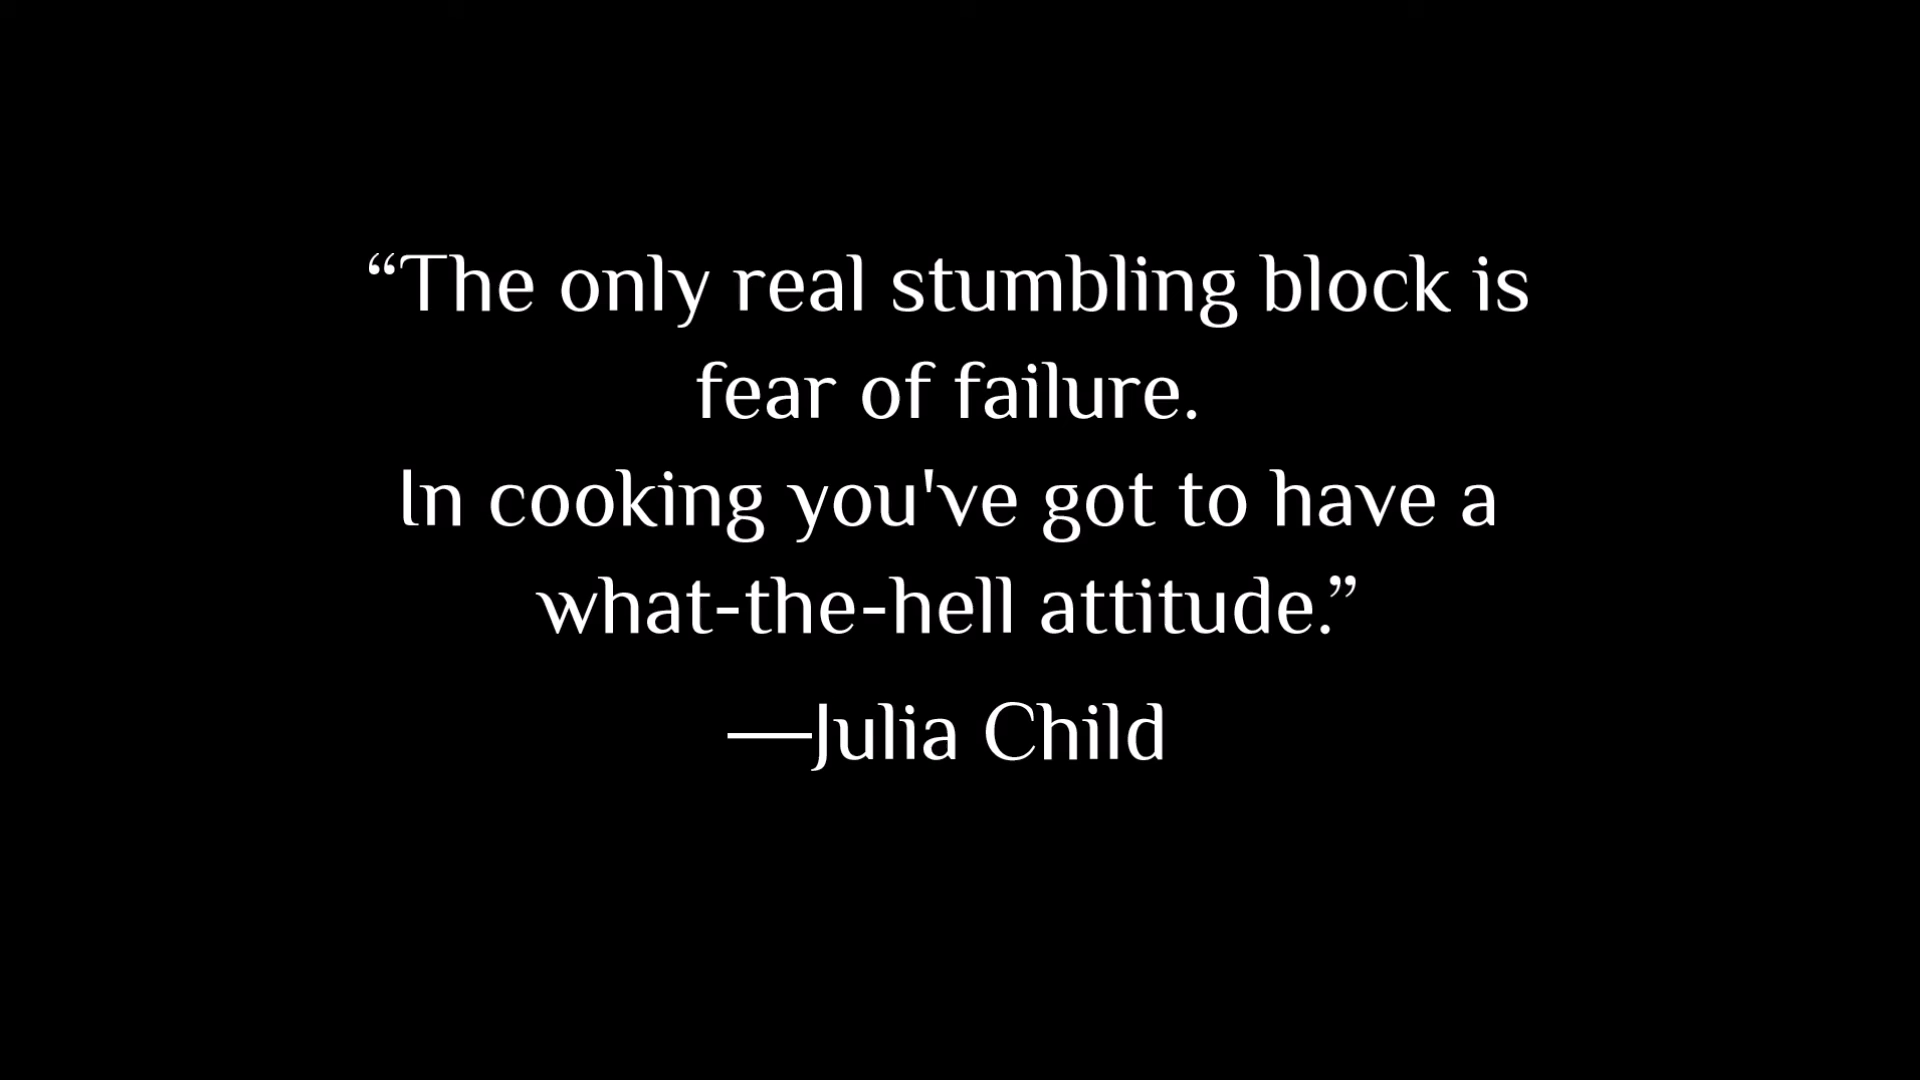 “The only real stumbling block is
fear of failure.
In cooking you've got to have a
what-the-hell attitude.”
—Julia Child